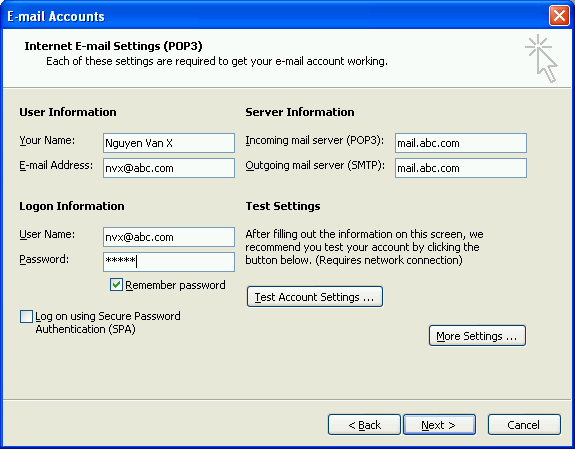 E-mail Accounts
Internet E-mail Settings (POP3)
Each of these settings are required to get your e-mail account working.
User Information
Your Name:
Nguyen Van X
E-mail Address:
nvx@abc.com
Server Information
Incoming mail server (POP3):
mail.abc.com
Outgoing mail server (SMTP):
mail.abc.com
Logon Information
User Name:
nvx@abc.com
Password:
*****
Remember password
Log on using Secure Password
Authentication (SPA)
Test Settings
After filling out the information on this screen, we
recommend you test your account by clicking the
button below. (Requires network connection)
Test Account Settings ...
More Settings ...
< Back
Next >
Cancel